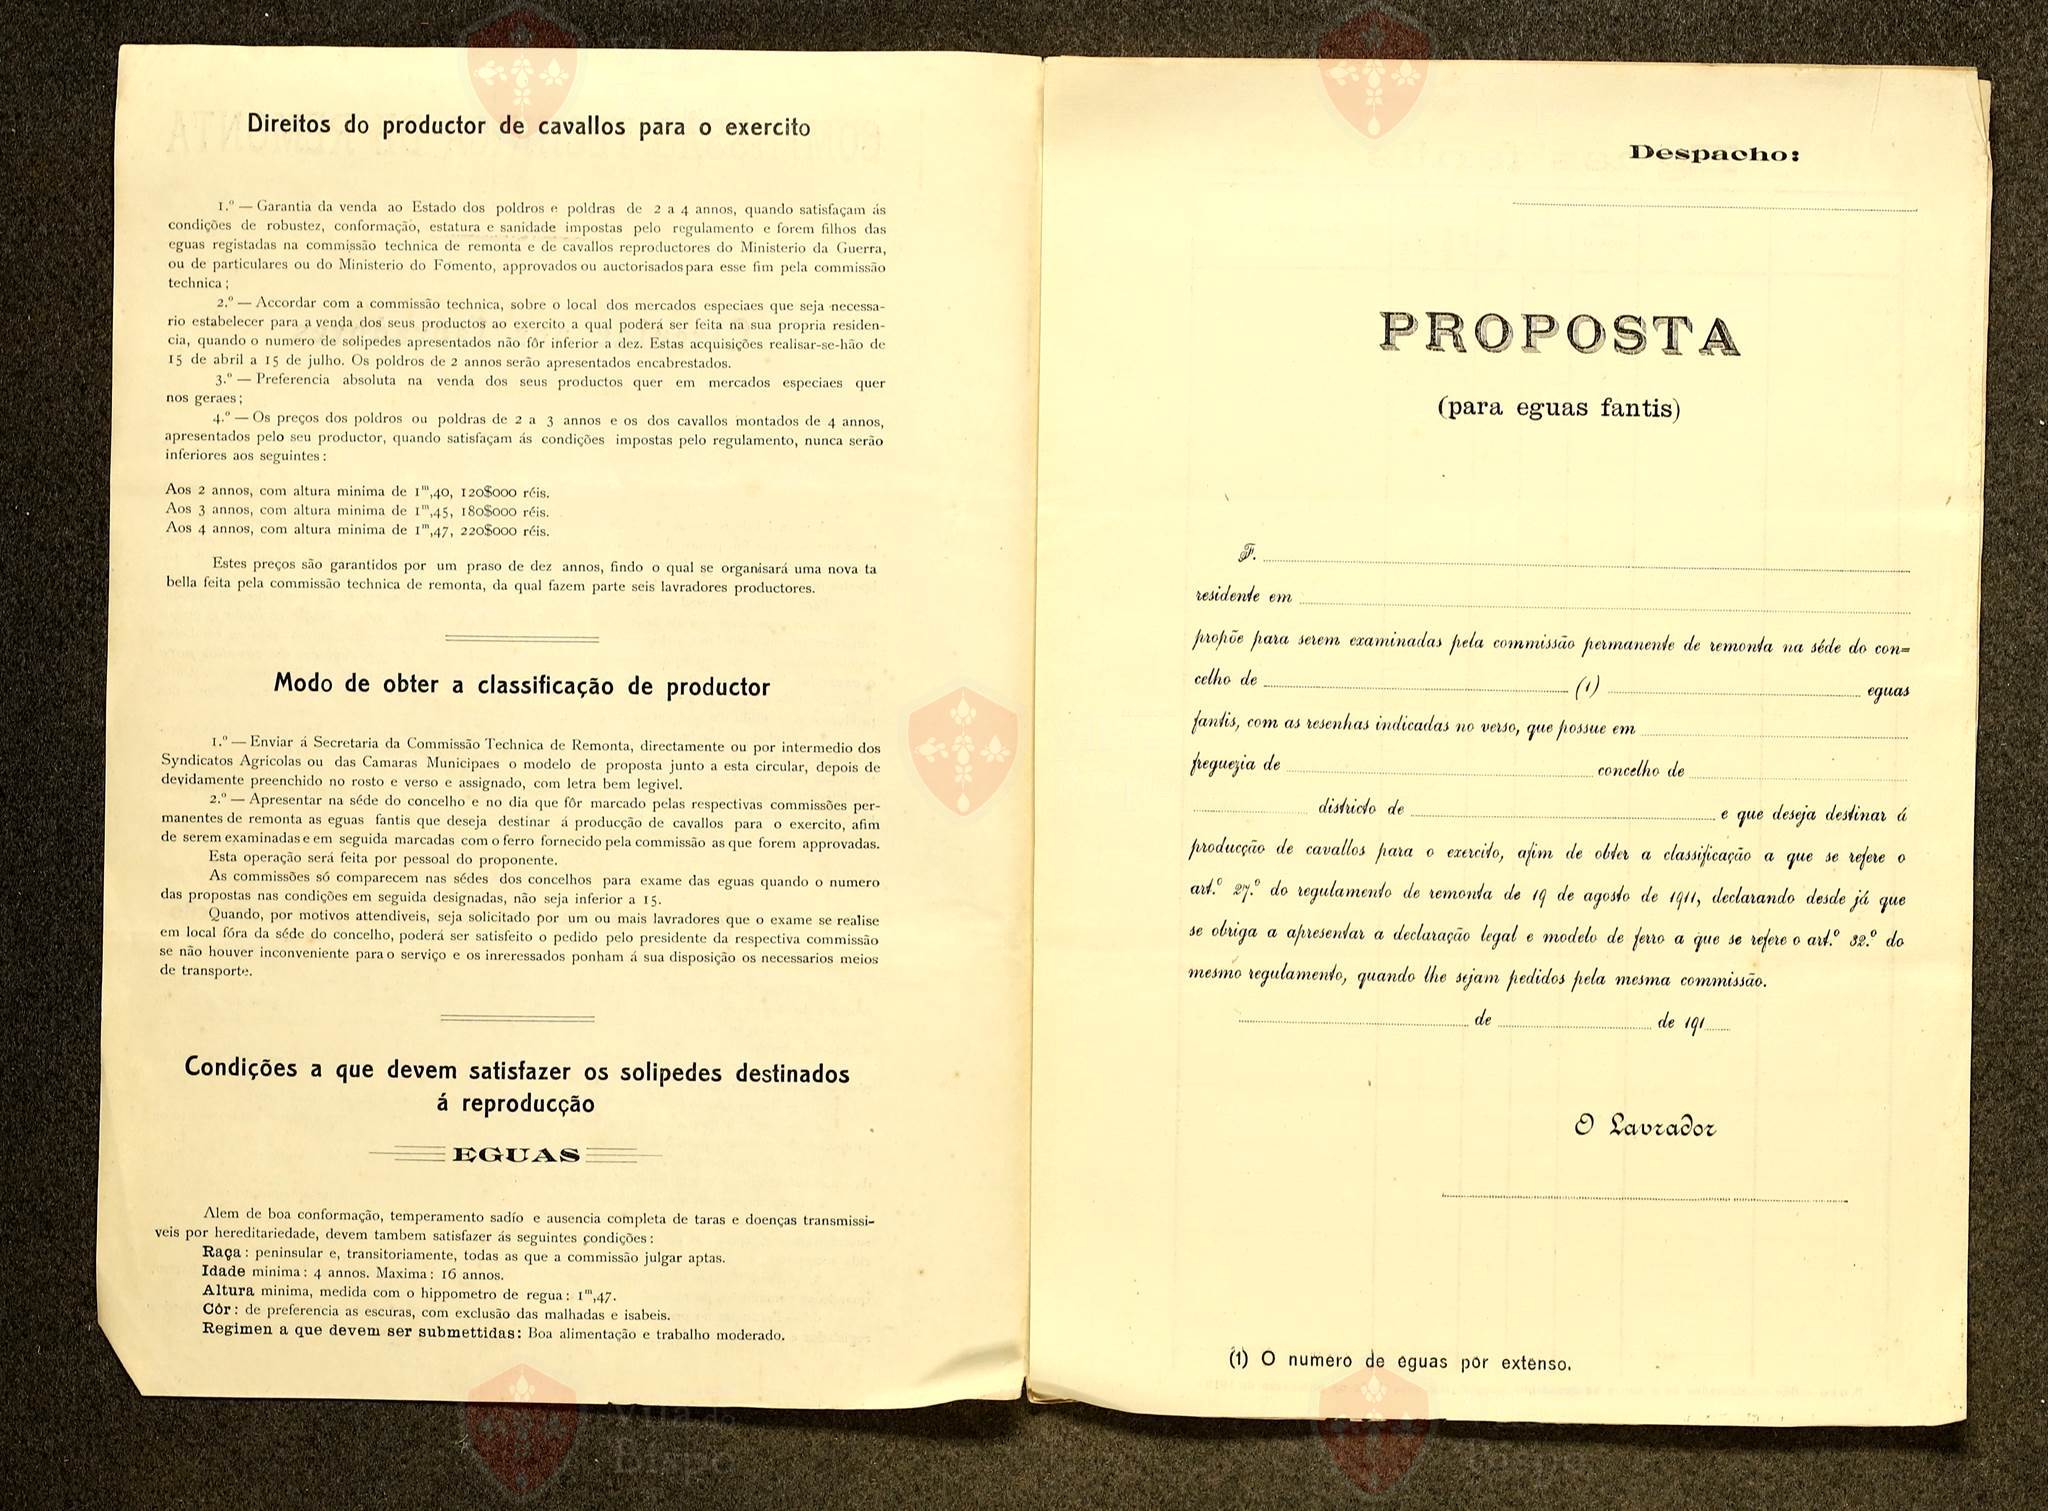 Direitos do productor de cavallos para o exercito
1.º — Garantia da venda ao Estado dos poldros e poldras de 2 a 4 annos, quando satisfaçam ás
condições de robustez, conformação, estatura e sanidade impostas pelo regulamento e forem filhos das
eguas registadas na commissão technica de remonta e de cavallos reproductores do Ministerio da Guerra,
ou de particulares ou do Ministerio do Fomento, approvados ou auctorisados para esse fim pela commissão
technica;
2.º — Accordar com a commissão technica, sobre o local dos mercados especiaes que seja necessa-
rio estabelecer para a venda dos seus productos ao exercito a qual poderá ser feita na sua propria residen-
cia, quando o numero de solipedes apresentados não fôr inferior a dez. Estas acquisições realisar-se-hão de
15 de abril a 15 de julho. Os poldros de 2 annos serão apresentados encabrestados.
3.º — Preferencia absoluta na venda dos seus productos quer em mercados especiaes quer
nos geraes;
4.º — Os preços dos poldros ou poldras de 2 a 3 annos e os dos cavallos montados de 4 annos,
apresentados pelo seu productor, quando satisfaçam ás condições impostas pelo regulamento, nunca serão
inferiores aos seguintes:
Aos 2 annos, com altura minima de 1ᵐ,40, 120$000 réis.
Aos 3 annos, com altura minima de 1ᵐ,45, 180$000 réis.
Aos 4 annos, com altura minima de 1ᵐ,47, 220$000 réis.
Estes preços são garantidos por um praso de dez annos, findo o qual se organisará uma nova ta
bella feita pela commissão technica de remonta, da qual fazem parte seis lavradores productores.
Modo de obter a classificação de productor
1.º — Enviar á Secretaria da Commissão Technica de Remonta, directamente ou por intermedio dos
Syndicatos Agricolas ou das Camaras Municipaes o modelo de proposta junto a esta circular, depois de
devidamente preenchido no rosto e verso e assignado, com letra bem legivel.
2.º — Apresentar na séde do concelho e no dia que fôr marcado pelas respectivas commissões per-
manentes de remonta as eguas fantis que deseja destinar á producção de cavallos para o exercito, afim
de serem examinadas e em seguida marcadas com o ferro fornecido pela commissão as que forem approvadas.
Esta operação será feita por pessoal do proponente.
As commissões só comparecem nas sédes dos concelhos para exame das eguas quando o numero
das propostas nas condições em seguida designadas, não seja inferior a 15.
Quando, por motivos attendiveis, seja solicitado por um ou mais lavradores que o exame se realise
em local fóra da séde do concelho, poderá ser satisfeito o pedido pelo presidente da respectiva commissão
se não houver inconveniente para o serviço e os inreressados ponham á sua disposição os necessarios meios
de transporte.
Condições a que devem satisfazer os solipedes destinados
á reproducção
EGUAS
Alem de boa conformação, temperamento sadío e ausencia completa de taras e doenças transmissi-
veis por hereditariedade, devem tambem satisfazer ás seguintes condições:
Raça: peninsular e, transitoriamente, todas as que a commissão julgar aptas.
Idade minima: 4 annos. Maxima: 16 annos.
Altura minima, medida com o hippometro de regua: 1ᵐ,47.
Côr: de preferencia as escuras, com exclusão das malhadas e isabeis.
Regimen a que devem ser submettidas: Boa alimentação e trabalho moderado.
Despacho:
PROPOSTA
(para eguas fantis)
F.
residente em
propõe para serem examinadas pela commissão permanente de remonta na séde do con=
celho de (1) eguas
fantis, com as resenhas indicadas no verso, que possue em
freguezia de concelho de
districto de e que deseja destinar á
producção de cavallos para o exercito, afim de obter a classificação a que se refere o
art.º 27.º do regulamento de remonta de 19 de agosto de 1911, declarando desde já que
se obriga a apresentar a declaração legal e modelo de ferro a que se refere o art.º 32.º do
mesmo regulamento, quando lhe sejam pedidos pela mesma commissão.
de de 191
O Lavrador
(1) O numero de eguas por extenso.
Vila do
Bispo